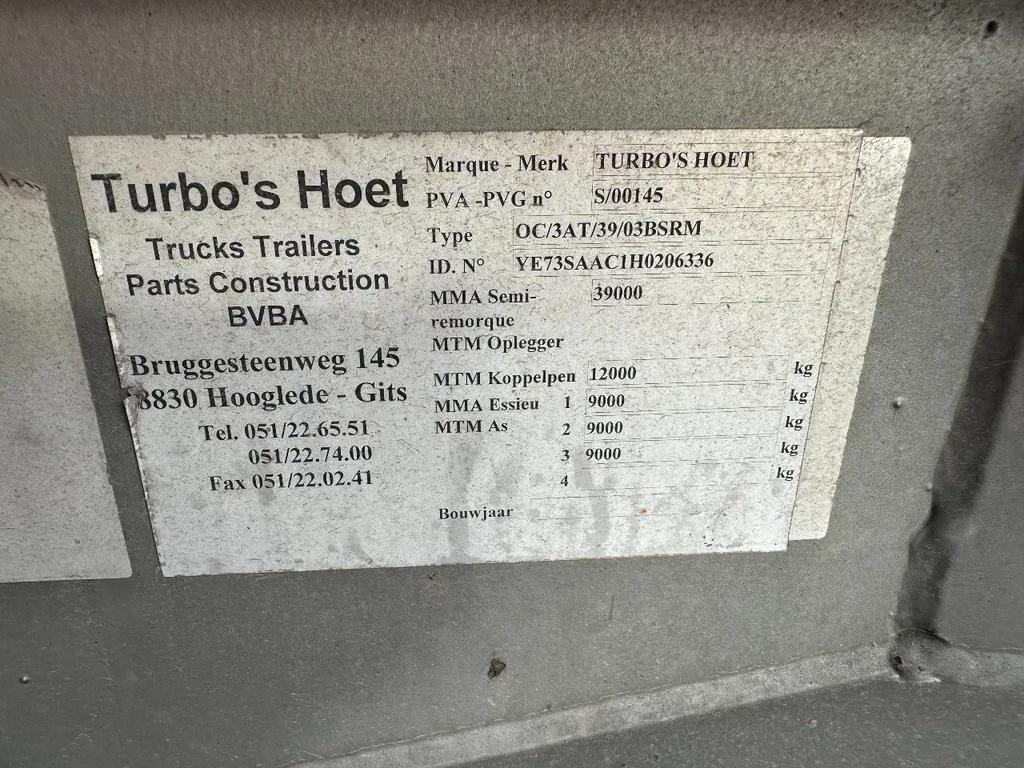 Turbo's Hoet
Trucks Trailers
Parts Construction
BVBA
Bruggesteenweg 145
8830 Hooglede - Gits
Tel. 051/22.65.51
051/22.74.00
Fax 051/22.02.41
Marque - Merk TURBO'S HOET
PVA -PVG n° S/00145
Type OC/3AT/39/03BSRM
ID. N° YE73SAAC1H0206336
MMA Semi- 39000
remorque
MTM Oplegger
MTM Koppelpen 12000 kg
MMA Essieu 1 9000 kg
MTM As 2 9000 kg
3 9000 kg
4 kg
Bouwjaar